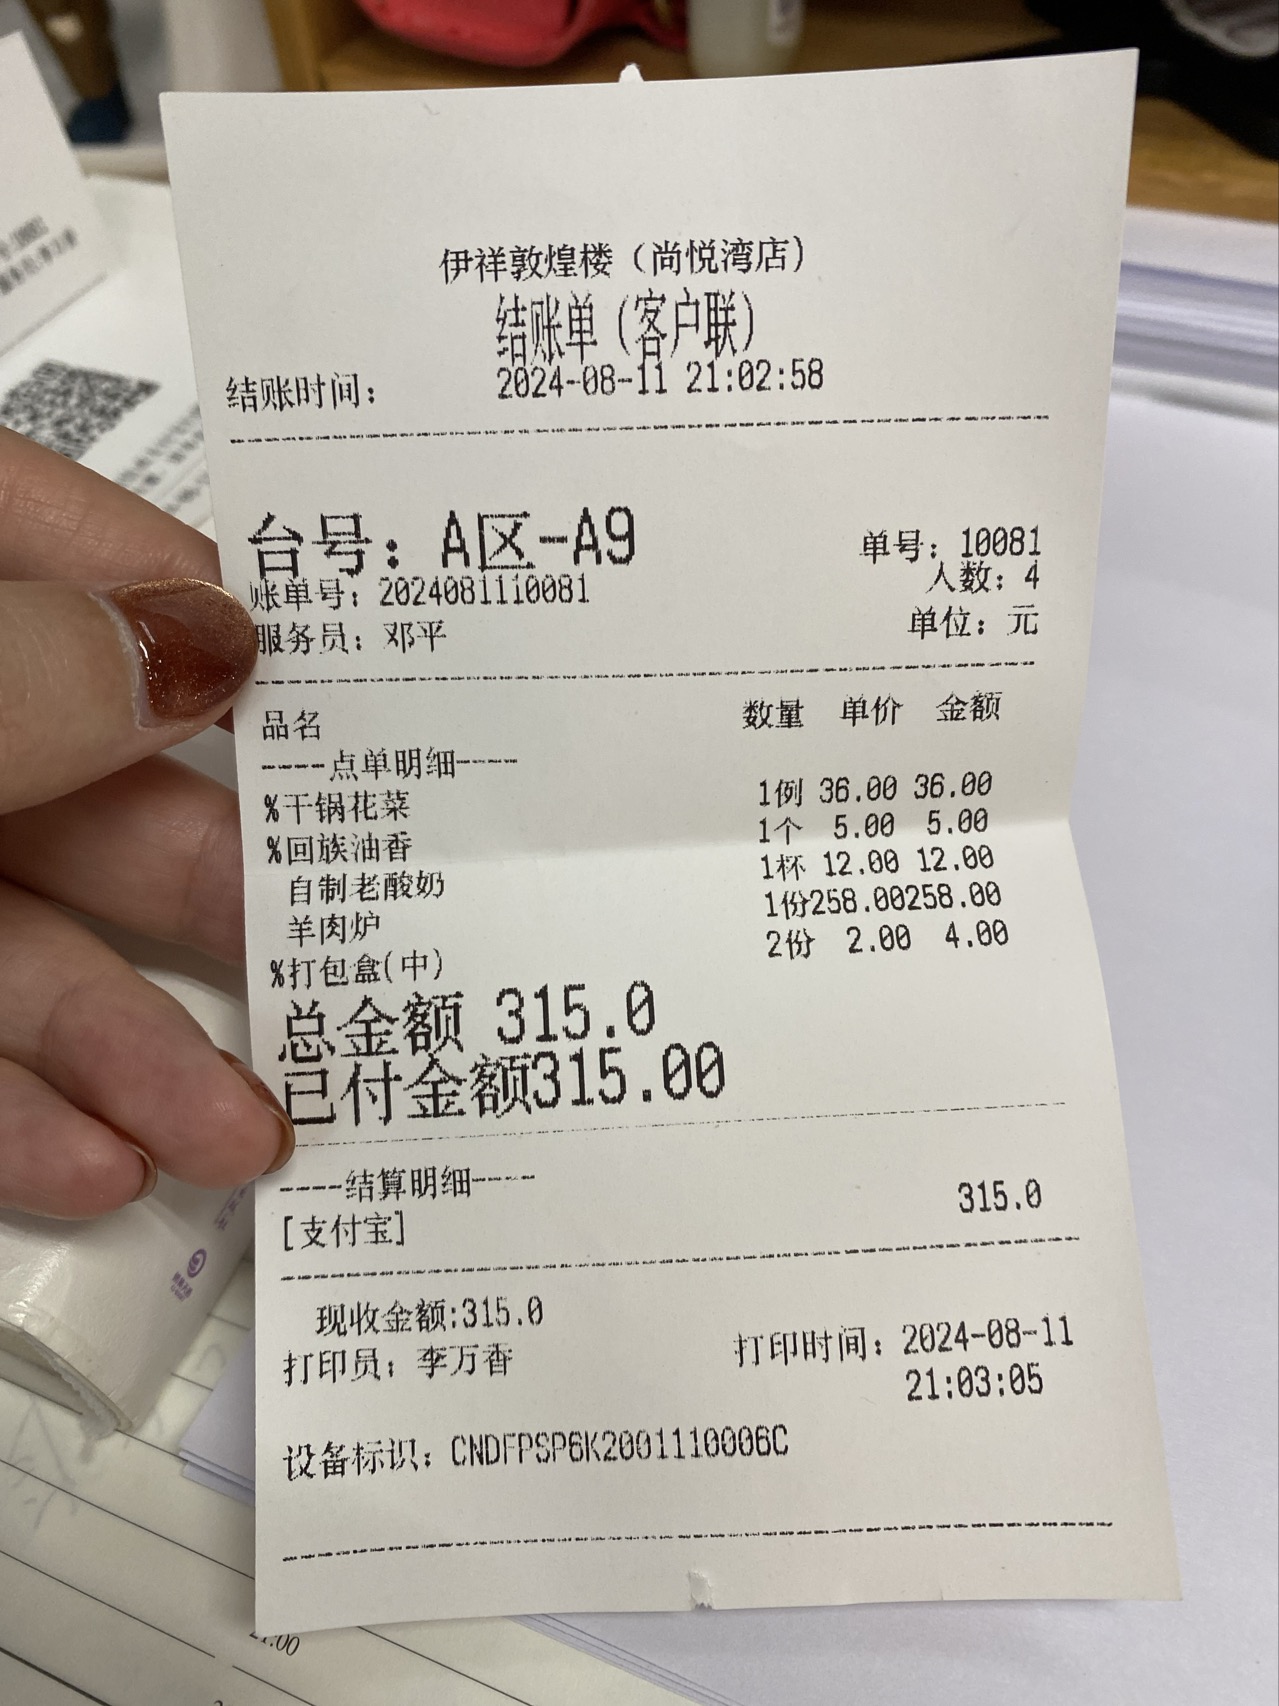 伊祥敦煌楼（尚悦湾店）
结账单（客户联）
结账时间： 2024-08-11 21:02:58
台号：A区-A9 单号：10081
账单号：2024081110081 人数：4
服务员：邓平 单位：元
品名 数量 单价 金额
----点单明细----
%干锅花菜 1例 36.00 36.00
%回族油香 1个 5.00 5.00
自制老酸奶 1杯 12.00 12.00
羊肉炉 1份258.00258.00
%打包盒(中) 2份 2.00 4.00
总金额 315.0
已付金额315.00
----结算明细----
[支付宝] 315.0
现收金额:315.0
打印员：李万香 打印时间：2024-08-11
21:03:05
设备标识：CNDFPSP6K2001110006C
21:00